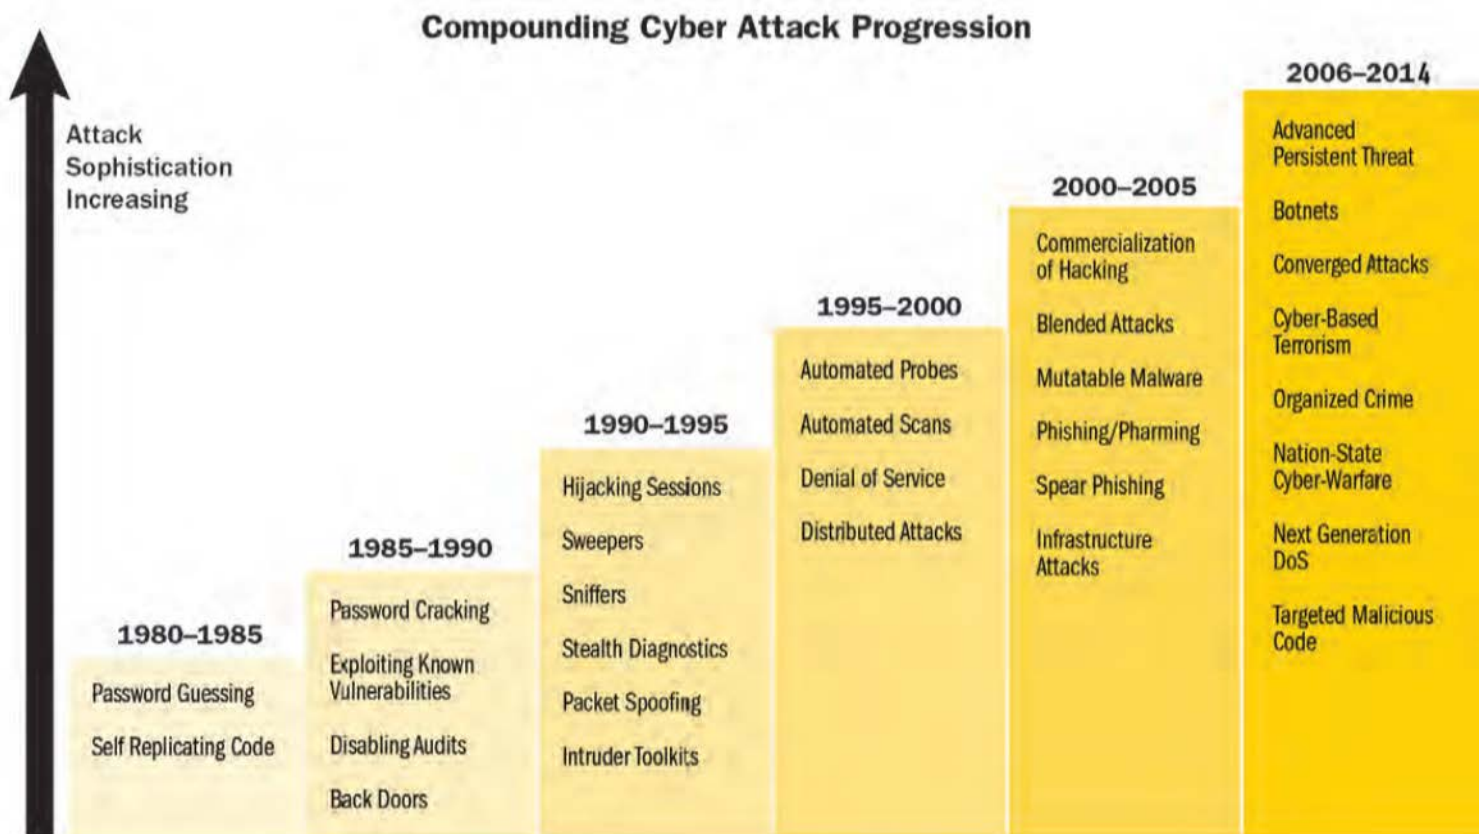 Compounding Cyber Attack Progression
Attack
Sophistication
Increasing
1980–1985
Password Guessing
Self Replicating Code
1985–1990
Password Cracking
Exploiting Known
Vulnerabilities
Disabling Audits
Back Doors
1990–1995
Hijacking Sessions
Sweepers
Sniffers
Stealth Diagnostics
Packet Spoofing
Intruder Toolkits
1995–2000
Automated Probes
Automated Scans
Denial of Service
Distributed Attacks
2000–2005
Commercialization
of Hacking
Blended Attacks
Mutatable Malware
Phishing/Pharming
Spear Phishing
Infrastructure
Attacks
2006–2014
Advanced
Persistent Threat
Botnets
Converged Attacks
Cyber-Based
Terrorism
Organized Crime
Nation-State
Cyber-Warfare
Next Generation
DoS
Targeted Malicious
Code